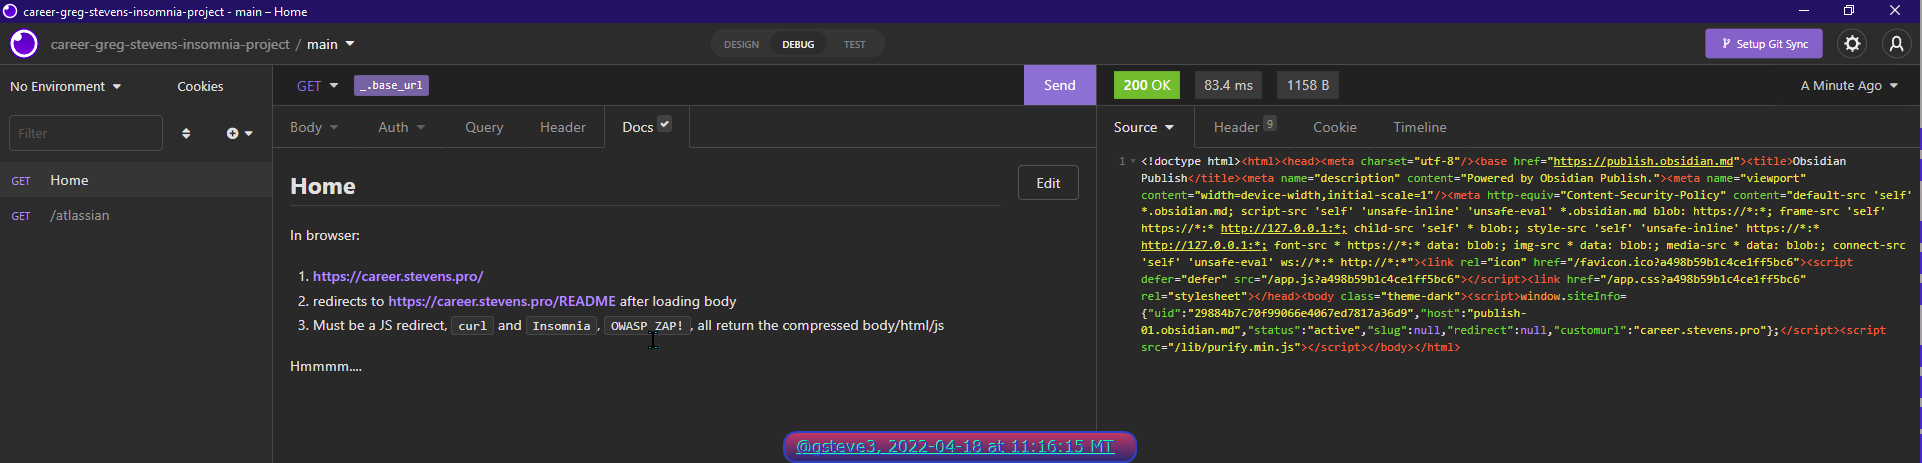 career-greg-stevens-insomnia-project - main – Home
career-greg-stevens-insomnia-project / main
DESIGN DEBUG TEST
Setup Git Sync
No Environment Cookies
Filter
GET Home
GET /atlassian
GET _.base_url Send
Body Auth Query Header Docs
Home
Edit
In browser:
1. https://career.stevens.pro/
2. redirects to https://career.stevens.pro/README after loading body
3. Must be a JS redirect, curl and Insomnia, OWASP ZAP!, all return the compressed body/html/js
Hmmmm....
200 OK 83.4 ms 1158 B A Minute Ago
Source Header 9 Cookie Timeline
1 <!doctype html><html><head><meta charset="utf-8"/><base href="https://publish.obsidian.md"><title>Obsidian
Publish</title><meta name="description" content="Powered by Obsidian Publish."><meta name="viewport"
content="width=device-width,initial-scale=1"/><meta http-equiv="Content-Security-Policy" content="default-src 'self'
*.obsidian.md; script-src 'self' 'unsafe-inline' 'unsafe-eval' *.obsidian.md blob: https://*:*; frame-src 'self'
https://*:* http://127.0.0.1:*; child-src 'self' * blob:; style-src 'self' 'unsafe-inline' https://*:*
http://127.0.0.1:*; font-src * https://*:* data: blob:; img-src * data: blob:; media-src * data: blob:; connect-src
'self' 'unsafe-eval' ws://*:* http://*:*"><link rel="icon" href="/favicon.ico?a498b59b1c4ce1ff5bc6"><script
defer="defer" src="/app.js?a498b59b1c4ce1ff5bc6"></script><link href="/app.css?a498b59b1c4ce1ff5bc6"
rel="stylesheet"></head><body class="theme-dark"><script>window.siteInfo=
{"uid":"29884b7c70f99066e4067ed7817a36d9","host":"publish-
01.obsidian.md","status":"active","slug":null,"redirect":null,"customurl":"career.stevens.pro"};</script><script
src="/lib/purify.min.js"></script></body></html>
@gsteve3, 2022-04-18 at 11:16:15 MT